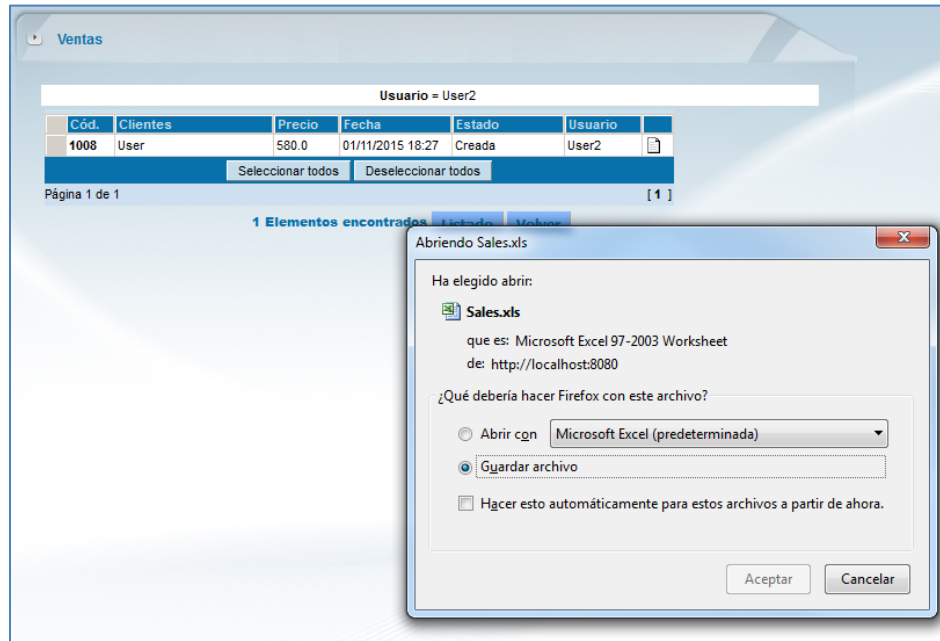 Ventas
Usuario = User2
Cód. Clientes Precio Fecha Estado Usuario
1008 User 580.0 01/11/2015 18:27 Creada User2
Seleccionar todos Deseleccionar todos
Página 1 de 1 [ 1 ]
1 Elementos encontrados Listado Volver
Abriendo Sales.xls
Ha elegido abrir:
Sales.xls
que es: Microsoft Excel 97-2003 Worksheet
de: http://localhost:8080
¿Qué debería hacer Firefox con este archivo?
Abrir con Microsoft Excel (predeterminada)
Guardar archivo
Hacer esto automáticamente para estos archivos a partir de ahora.
Aceptar Cancelar